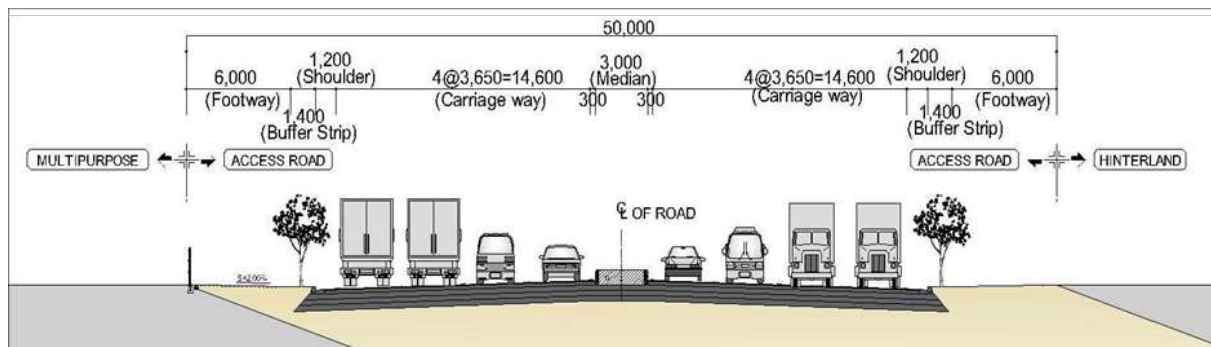 50,000
1,200
(Shoulder)
3,000
(Median)
1,200
(Shoulder)
6,000
(Footway)
4@3,650=14,600
(Carriage way)
300
300
4@3,650=14,600
(Carriage way)
6,000
(Footway)
1,400
(Buffer Strip)
1,400
(Buffer Strip)
MULTIPURPOSE
ACCESS ROAD
ACCESS ROAD
HINTERLAND
℄ OF ROAD